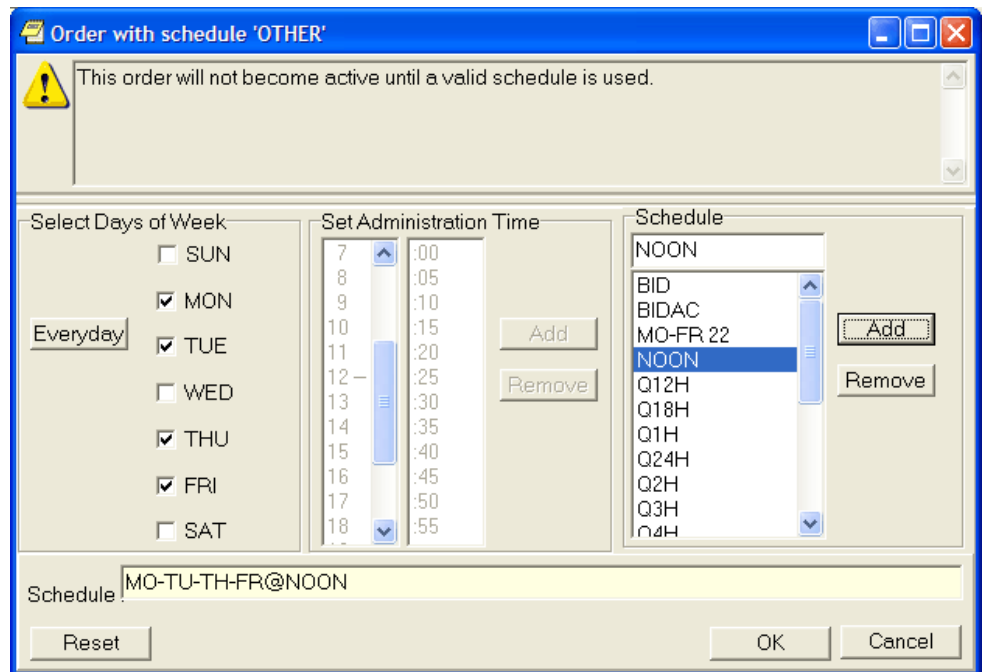 Order with schedule 'OTHER'
This order will not become active until a valid schedule is used.
Select Days of Week
SUN
MON
Everyday
TUE
WED
THU
FRI
SAT
Set Administration Time
7
8
9
10
11
12 –
13
14
15
16
17
18
:00
:05
:10
:15
:20
:25
:30
:35
:40
:45
:50
:55
Add
Remove
Schedule
NOON
BID
BIDAC
MO-FR 22
NOON
Q12H
Q18H
Q1H
Q24H
Q2H
Q3H
Q4H
Add
Remove
Schedule :
MO-TU-TH-FR@NOON
Reset
OK
Cancel